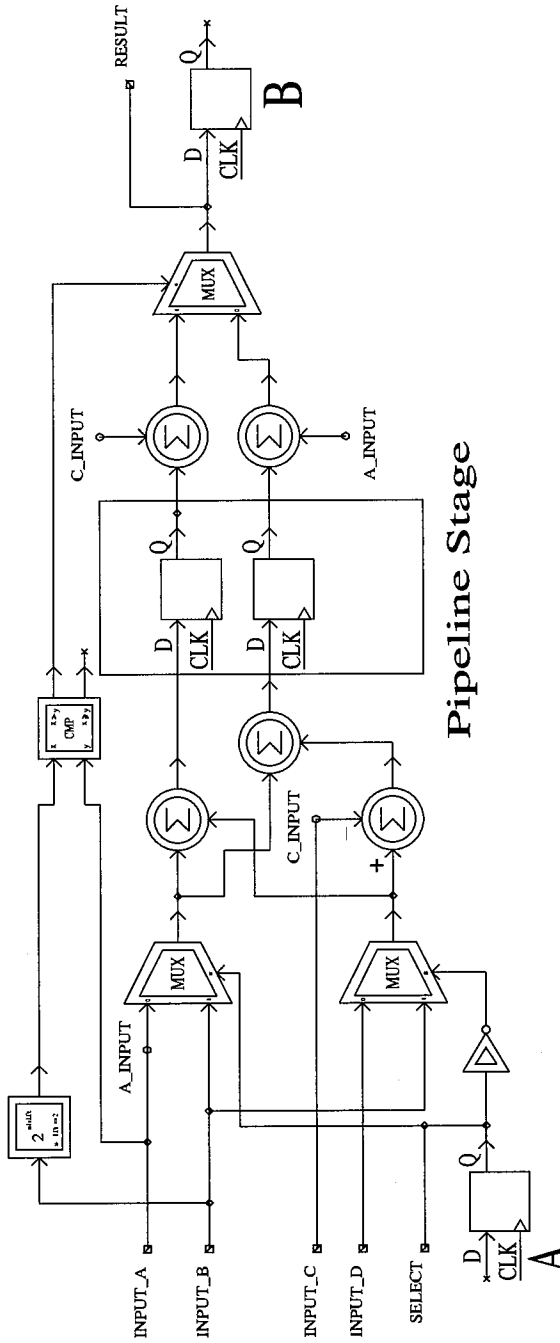 2
x x>y
CMP
y x≥y
RESULT
C_INPUT
A_INPUT
INPUT_A
MUX
Σ
D Q
CLK
Σ
MUX
D Q
CLK
B
INPUT_B
C_INPUT
Σ
D Q
CLK
Σ
A_INPUT
INPUT_C
INPUT_D
MUX
− 
+
Σ
SELECT
D Q
CLK
A
Pipeline Stage